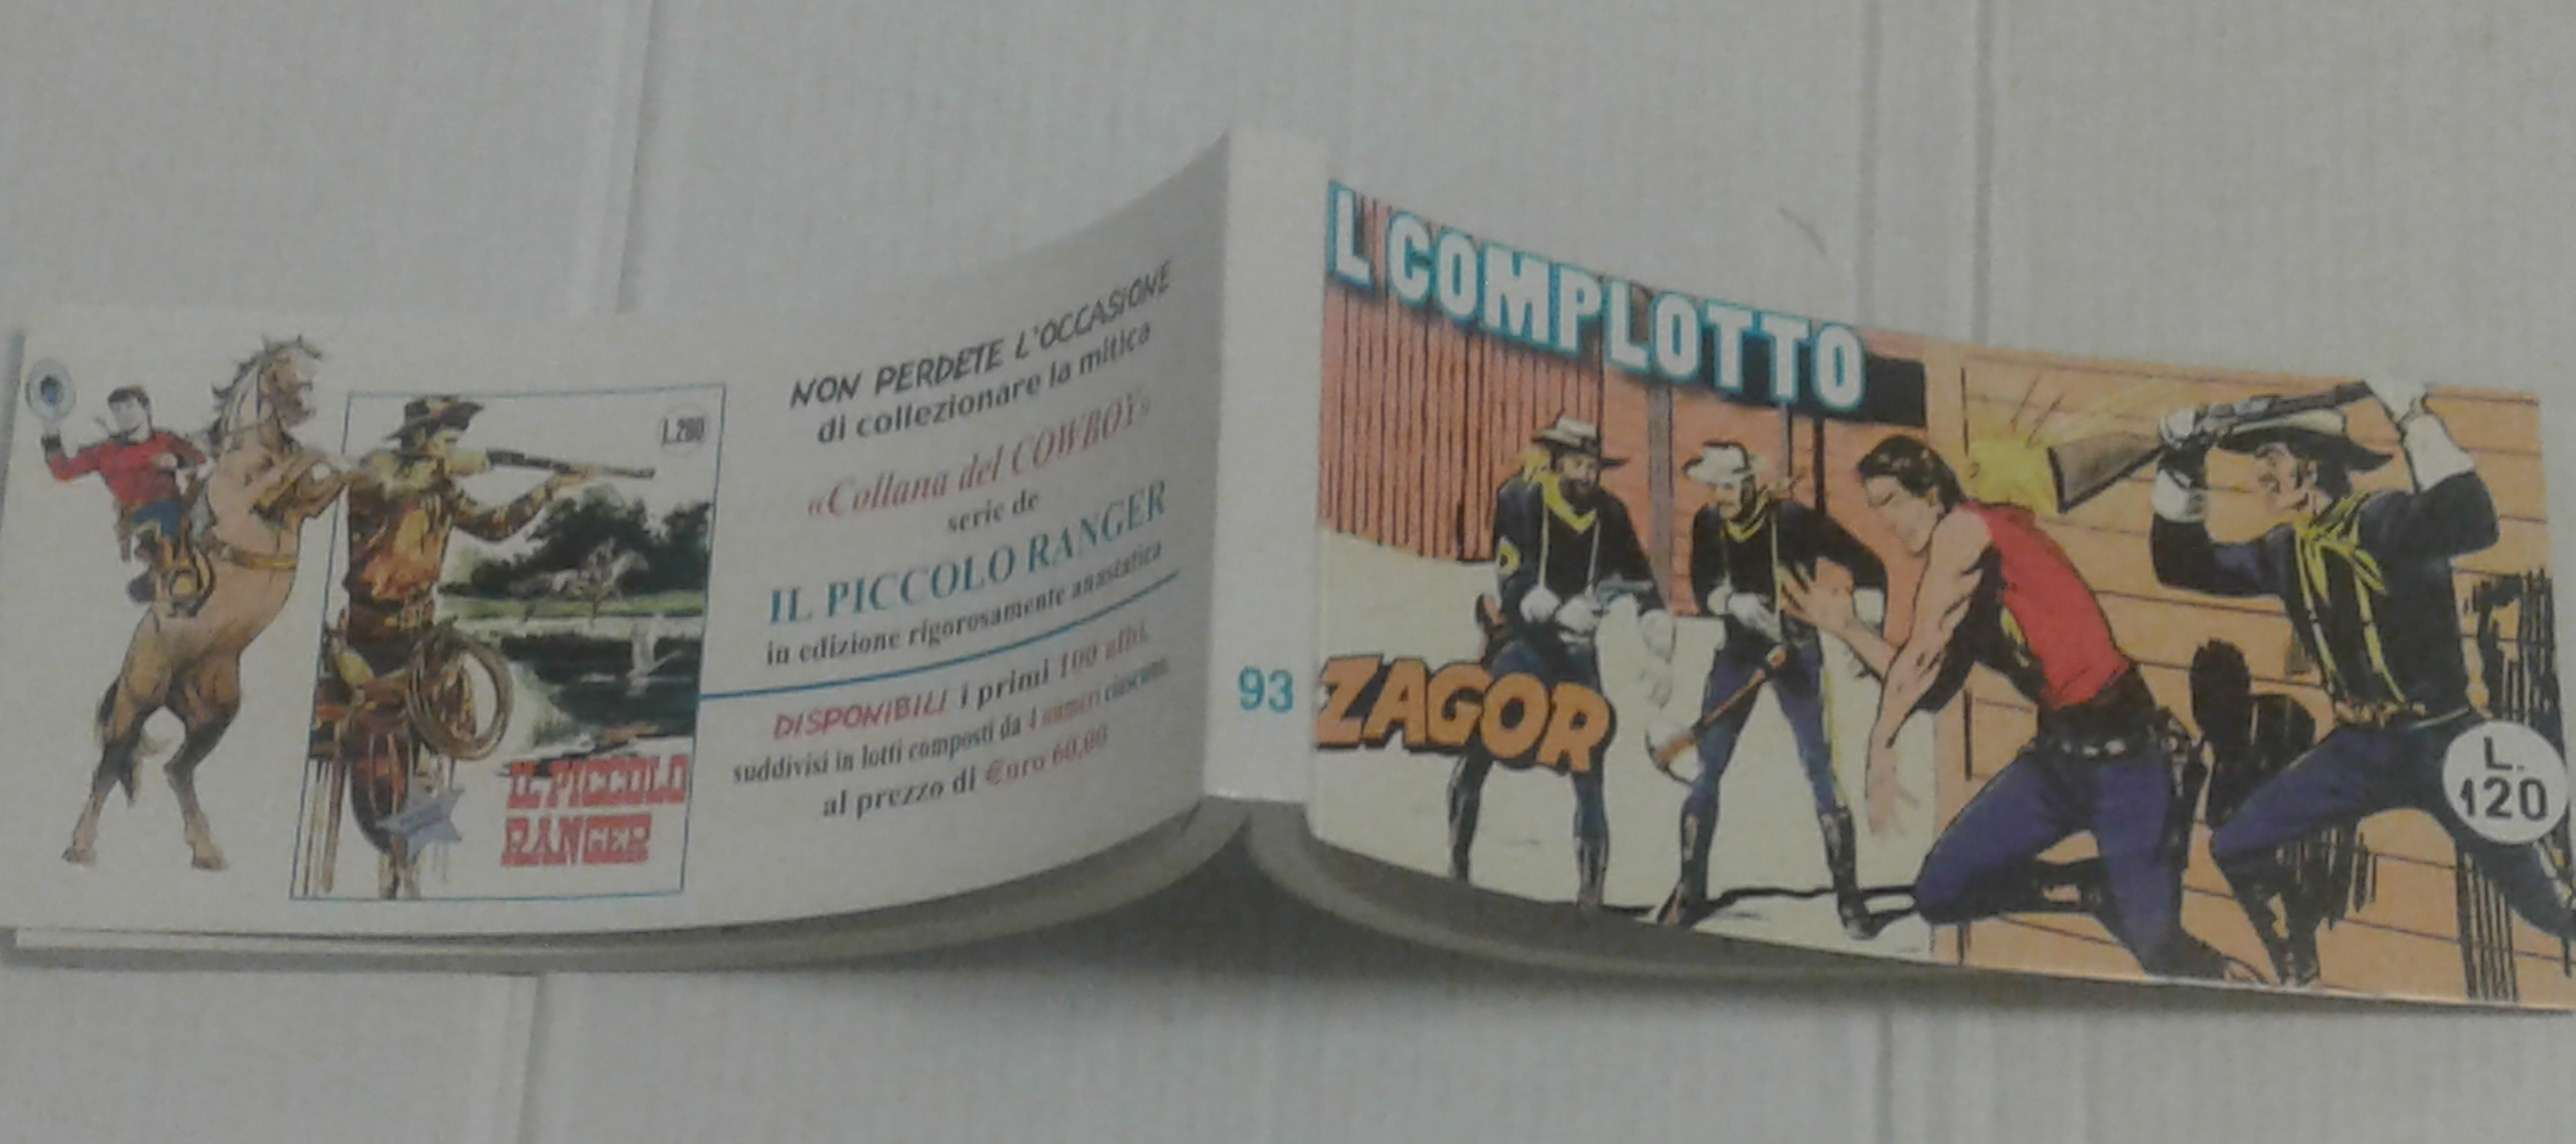 NON PERDETE L'OCCASIONE
di collezionare la mitica
«Collana del COWBOY»
serie de
IL PICCOLO RANGER
in edizione rigorosamente anastatica
DISPONIBILI i primi 100 albi,
suddivisi in lotti composti da 4 numeri ciascuno,
al prezzo di €uro 60,00
L.200
IL PICCOLO
RANGER
93
L COMPLOTTO
ZAGOR
L.
120